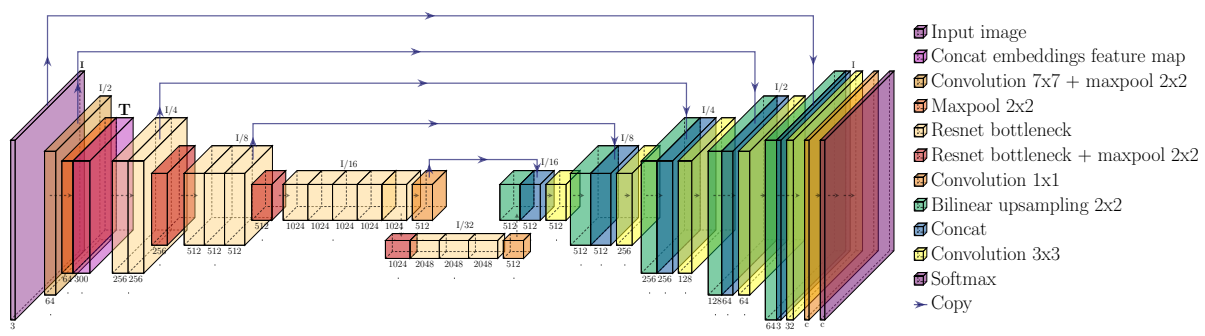 I
I/2
T
I/4
I/8
I/16
I/32
I/16
I/8
I/4
I/2
I
3
64
64 300
256 256
256
512 512 512
512
1024 1024 1024 1024 1024
512
1024 2048 2048 2048 512
512 512 512
512 512 256
256 256 128
128 64 64
64 3 32 c c
Input image
Concat embeddings feature map
Convolution 7x7 + maxpool 2x2
Maxpool 2x2
Resnet bottleneck
Resnet bottleneck + maxpool 2x2
Convolution 1x1
Bilinear upsampling 2x2
Concat
Convolution 3x3
Softmax
Copy